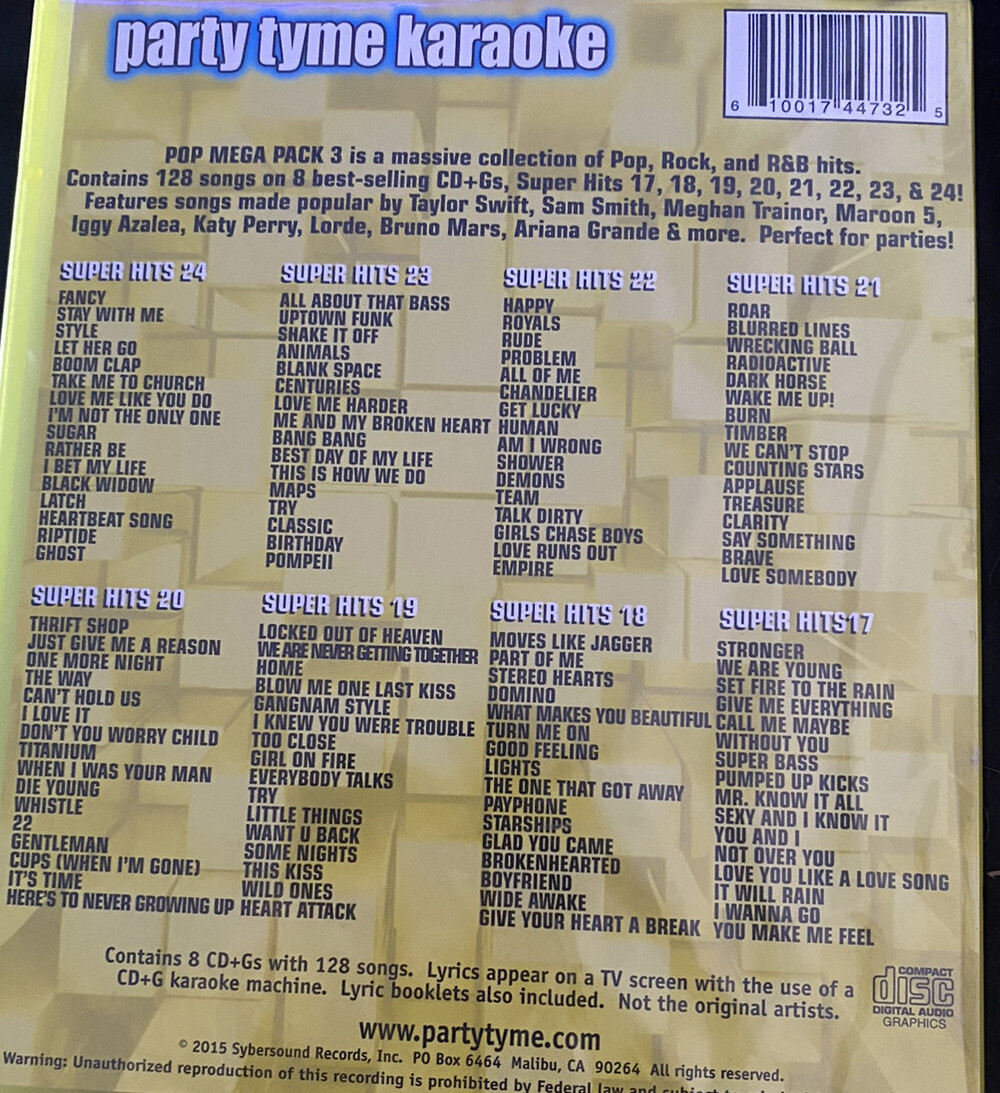 party tyme karaoke
6 10017 44732 5
POP MEGA PACK 3 is a massive collection of Pop, Rock, and R&B hits.
Contains 128 songs on 8 best-selling CD+Gs, Super Hits 17, 18, 19, 20, 21, 22, 23, & 24!
Features songs made popular by Taylor Swift, Sam Smith, Meghan Trainor, Maroon 5,
Iggy Azalea, Katy Perry, Lorde, Bruno Mars, Ariana Grande & more. Perfect for parties!
SUPER HITS 24
FANCY
STAY WITH ME
STYLE
LET HER GO
BOOM CLAP
TAKE ME TO CHURCH
LOVE ME LIKE YOU DO
I'M NOT THE ONLY ONE
SUGAR
RATHER BE
I BET MY LIFE
BLACK WIDOW
LATCH
HEARTBEAT SONG
RIPTIDE
GHOST
SUPER HITS 23
ALL ABOUT THAT BASS
UPTOWN FUNK
SHAKE IT OFF
ANIMALS
BLANK SPACE
CENTURIES
LOVE ME HARDER
ME AND MY BROKEN HEART
BANG BANG
BEST DAY OF MY LIFE
THIS IS HOW WE DO
MAPS
TRY
CLASSIC
BIRTHDAY
POMPEII
SUPER HITS 22
HAPPY
ROYALS
RUDE
PROBLEM
ALL OF ME
CHANDELIER
GET LUCKY
HUMAN
AM I WRONG
SHOWER
DEMONS
TEAM
TALK DIRTY
GIRLS CHASE BOYS
LOVE RUNS OUT
EMPIRE
SUPER HITS 21
ROAR
BLURRED LINES
WRECKING BALL
RADIOACTIVE
DARK HORSE
WAKE ME UP!
BURN
TIMBER
WE CAN'T STOP
COUNTING STARS
APPLAUSE
TREASURE
CLARITY
SAY SOMETHING
BRAVE
LOVE SOMEBODY
SUPER HITS 20
THRIFT SHOP
JUST GIVE ME A REASON
ONE MORE NIGHT
THE WAY
CAN'T HOLD US
I LOVE IT
DON'T YOU WORRY CHILD
TITANIUM
WHEN I WAS YOUR MAN
DIE YOUNG
WHISTLE
22
GENTLEMAN
CUPS (WHEN I'M GONE)
IT'S TIME
HERE'S TO NEVER GROWING UP
SUPER HITS 19
LOCKED OUT OF HEAVEN
WE ARE NEVER GETTING TOGETHER
HOME
BLOW ME ONE LAST KISS
GANGNAM STYLE
I KNEW YOU WERE TROUBLE
TOO CLOSE
GIRL ON FIRE
EVERYBODY TALKS
TRY
LITTLE THINGS
WANT U BACK
SOME NIGHTS
THIS KISS
WILD ONES
HEART ATTACK
SUPER HITS 18
MOVES LIKE JAGGER
PART OF ME
STEREO HEARTS
DOMINO
WHAT MAKES YOU BEAUTIFUL
TURN ME ON
GOOD FEELING
LIGHTS
THE ONE THAT GOT AWAY
PAYPHONE
STARSHIPS
GLAD YOU CAME
BROKENHEARTED
BOYFRIEND
WIDE AWAKE
GIVE YOUR HEART A BREAK
SUPER HITS17
STRONGER
WE ARE YOUNG
SET FIRE TO THE RAIN
GIVE ME EVERYTHING
CALL ME MAYBE
WITHOUT YOU
SUPER BASS
PUMPED UP KICKS
MR. KNOW IT ALL
SEXY AND I KNOW IT
YOU AND I
NOT OVER YOU
LOVE YOU LIKE A LOVE SONG
IT WILL RAIN
I WANNA GO
YOU MAKE ME FEEL
Contains 8 CD+Gs with 128 songs. Lyrics appear on a TV screen with the use of a
CD+G karaoke machine. Lyric booklets also included. Not the original artists.
COMPACT
disc
DIGITAL AUDIO
GRAPHICS
www.partytyme.com
© 2015 Sybersound Records, Inc. PO Box 6464 Malibu, CA 90264 All rights reserved.
Warning: Unauthorized reproduction of this recording is prohibited by Federal law and subject